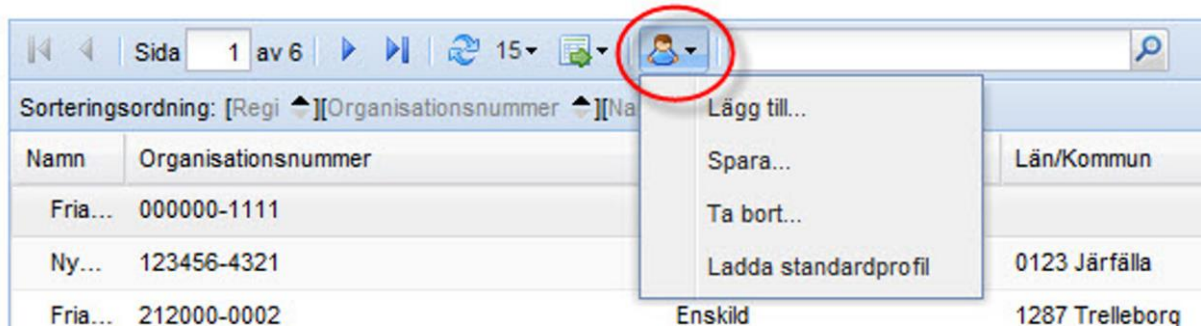 Sida 1 av 6 15
Sorteringsordning: [Regi ][Organisationsnummer ][Na
Lägg till...
Spara...
Ta bort...
Ladda standardprofil
Namn Organisationsnummer Län/Kommun
Fria... 000000-1111
Ny... 123456-4321 0123 Järfälla
Fria... 212000-0002 Enskild 1287 Trelleborg